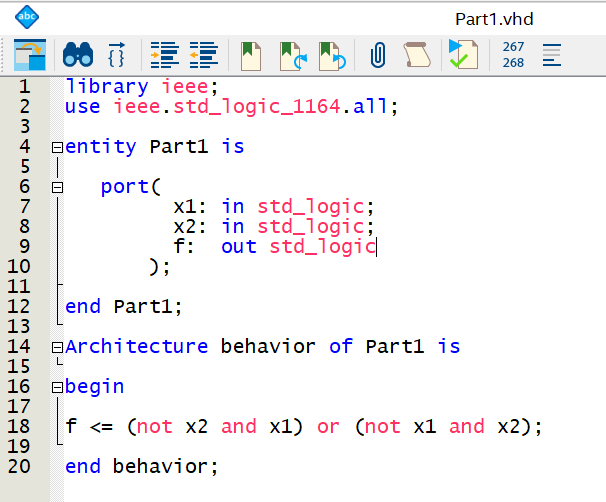 abc
Part1.vhd
267
268
1 library ieee;
2 use ieee.std_logic_1164.all;
3
4 entity Part1 is
5
6 port(
7 x1: in std_logic;
8 x2: in std_logic;
9 f: out std_logic
10 );
11
12 end Part1;
13
14 Architecture behavior of Part1 is
15
16 begin
17
18 f <= (not x2 and x1) or (not x1 and x2);
19
20 end behavior;